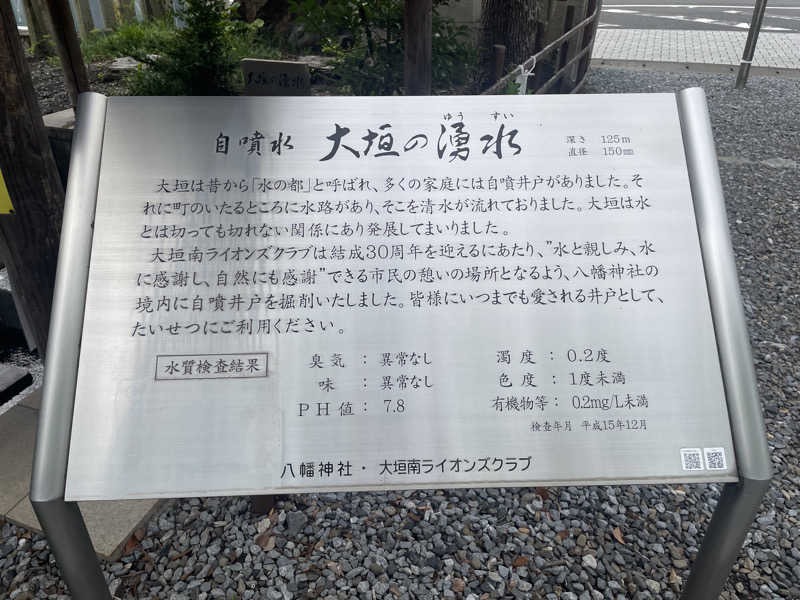 大垣の湧水
自噴水 大垣の湧水
ゆう すい
深さ 125m
直径 150㎜
大垣は昔から「水の都」と呼ばれ、多くの家庭には自噴井戸がありました。そ
れに町のいたるところに水路があり、そこを清水が流れておりました。大垣は水
とは切っても切れない関係にあり発展してまいりました。
大垣南ライオンズクラブは結成30周年を迎えるにあたり、”水と親しみ、水
に感謝し、自然にも感謝”できる市民の憩いの場所となるよう、八幡神社の
境内に自噴井戸を掘削いたしました。皆様にいつまでも愛される井戸として、
たいせつにご利用ください。
水質検査結果
臭気 : 異常なし
味 : 異常なし
PH値 : 7.8
濁度 : 0.2度
色度 : 1度未満
有機物等 : 0.2mg/L未満
検査年月 平成15年12月
八幡神社・大垣南ライオンズクラブ